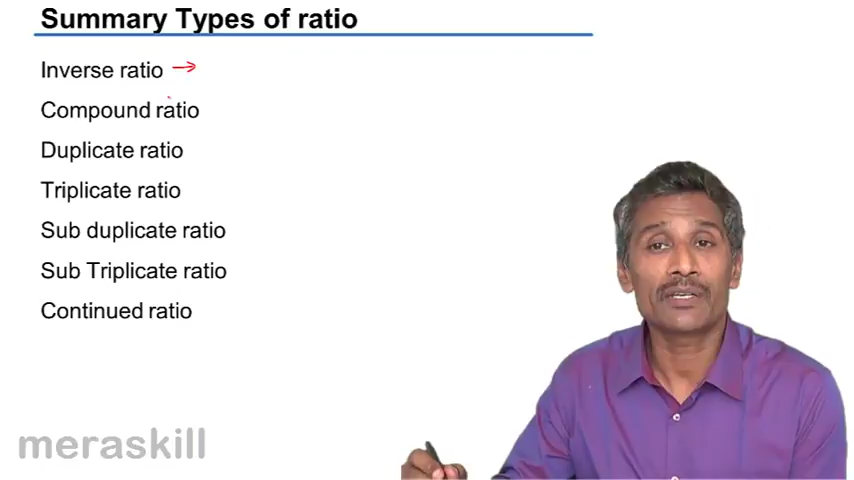 Summary Types of ratio
Inverse ratio →
Compound ratio
Duplicate ratio
Triplicate ratio
Sub duplicate ratio
Sub Triplicate ratio
Continued ratio
meraskill